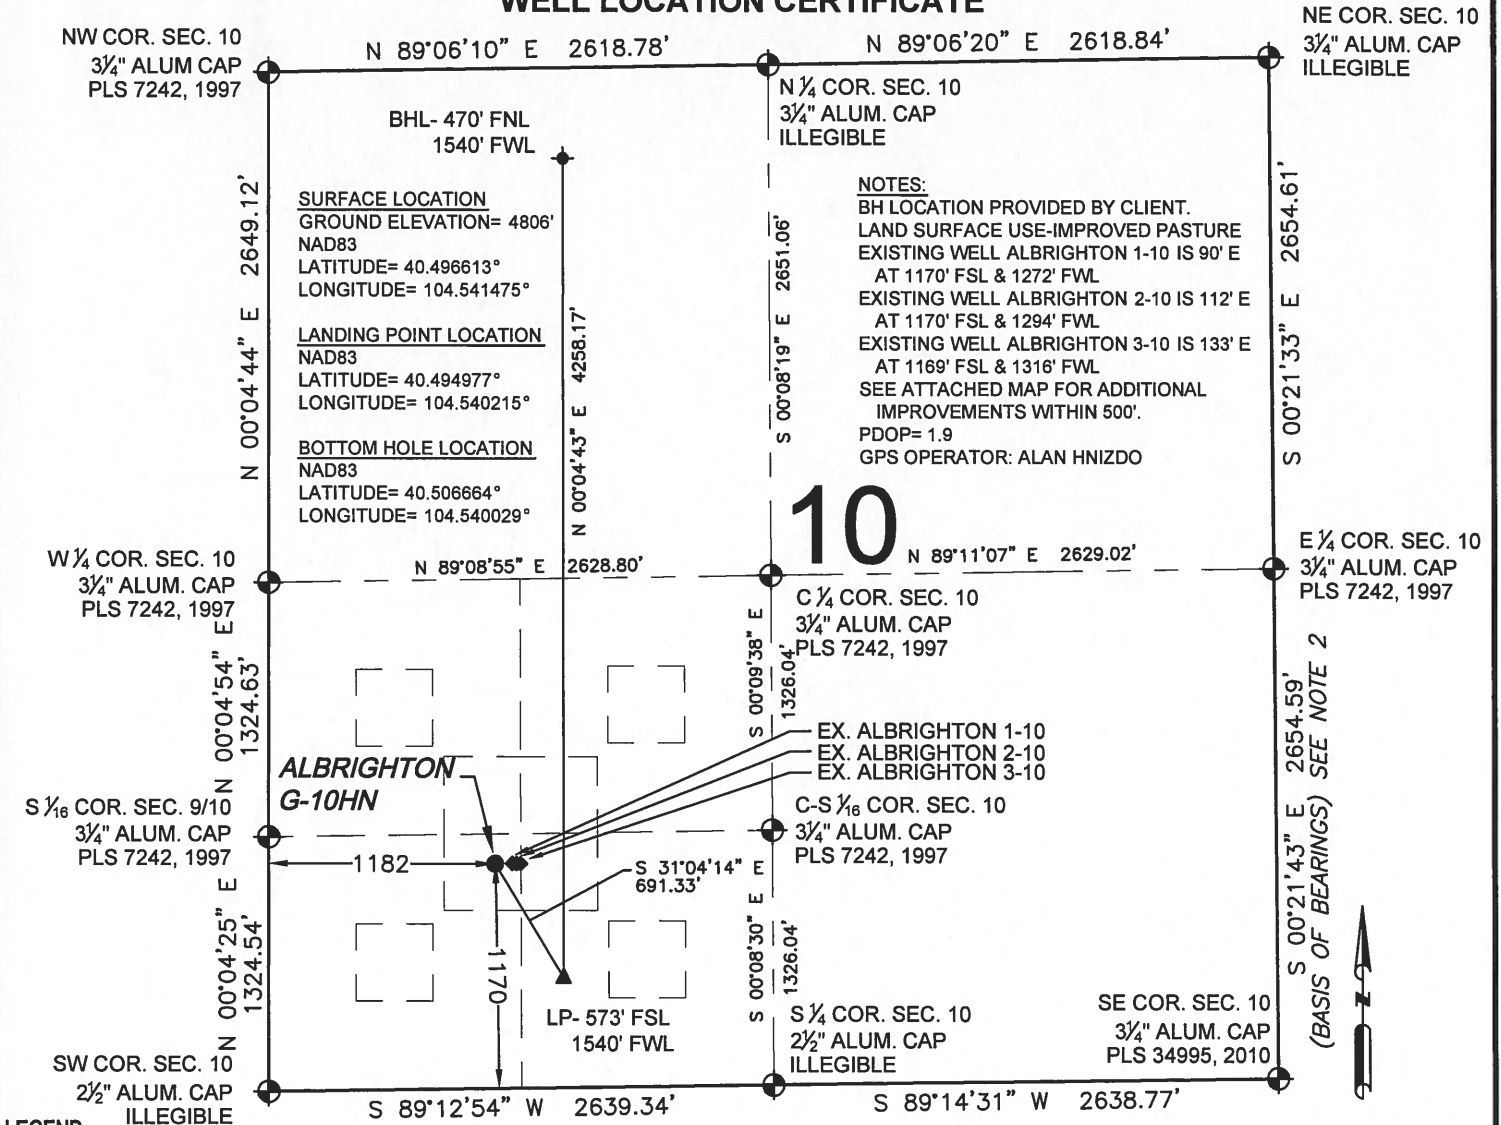 WELL LOCATION CERTIFICATE
NW COR. SEC. 10
3¼" ALUM CAP
PLS 7242, 1997
N 89°06'10" E 2618.78'
N 89°06'20" E 2618.84'
NE COR. SEC. 10
3¼" ALUM. CAP
ILLEGIBLE
N ¼ COR. SEC. 10
3¼" ALUM. CAP
ILLEGIBLE
BHL- 470' FNL
1540' FWL
N 00°04'44" E 2649.12'
SURFACE LOCATION
GROUND ELEVATION= 4806'
NAD83
LATITUDE= 40.496613°
LONGITUDE= 104.541475°
LANDING POINT LOCATION
NAD83
LATITUDE= 40.494977°
LONGITUDE= 104.540215°
BOTTOM HOLE LOCATION
NAD83
LATITUDE= 40.506664°
LONGITUDE= 104.540029°
N 00°04'43" E 4258.17'
S 00°08'19" E 2651.06'
NOTES:
BH LOCATION PROVIDED BY CLIENT.
LAND SURFACE USE-IMPROVED PASTURE
EXISTING WELL ALBRIGHTON 1-10 IS 90' E
AT 1170' FSL & 1272' FWL
EXISTING WELL ALBRIGHTON 2-10 IS 112' E
AT 1170' FSL & 1294' FWL
EXISTING WELL ALBRIGHTON 3-10 IS 133' E
AT 1169' FSL & 1316' FWL
SEE ATTACHED MAP FOR ADDITIONAL
IMPROVEMENTS WITHIN 500'.
PDOP= 1.9
GPS OPERATOR: ALAN HNIZDO
S 00°21'33" E 2654.61'
10
W ¼ COR. SEC. 10
3¼" ALUM. CAP
PLS 7242, 1997
N 89°08'55" E 2628.80'
N 89°11'07" E 2629.02'
E ¼ COR. SEC. 10
3¼" ALUM. CAP
PLS 7242, 1997
C ¼ COR. SEC. 10
3¼" ALUM. CAP
PLS 7242, 1997
N 00°04'54" E
1324.63'
S 00°09'38" E
1326.04'
EX. ALBRIGHTON 1-10
EX. ALBRIGHTON 2-10
EX. ALBRIGHTON 3-10
ALBRIGHTON
G-10HN
S 1/16 COR. SEC. 9/10
3¼" ALUM. CAP
PLS 7242, 1997
C-S 1/16 COR. SEC. 10
3¼" ALUM. CAP
PLS 7242, 1997
1182
S 31°04'14" E
691.33'
1170
N 00°04'25" E
1324.54'
S 00°08'30" E
1326.04'
S 00°21'43" E 2654.59'
(BASIS OF BEARINGS) SEE NOTE 2
LP- 573' FSL
1540' FWL
S ¼ COR. SEC. 10
2½" ALUM. CAP
ILLEGIBLE
SE COR. SEC. 10
3¼" ALUM. CAP
PLS 34995, 2010
N
SW COR. SEC. 10
2½" ALUM. CAP
ILLEGIBLE
S 89°12'54" W 2639.34'
S 89°14'31" W 2638.77'
LEGEND